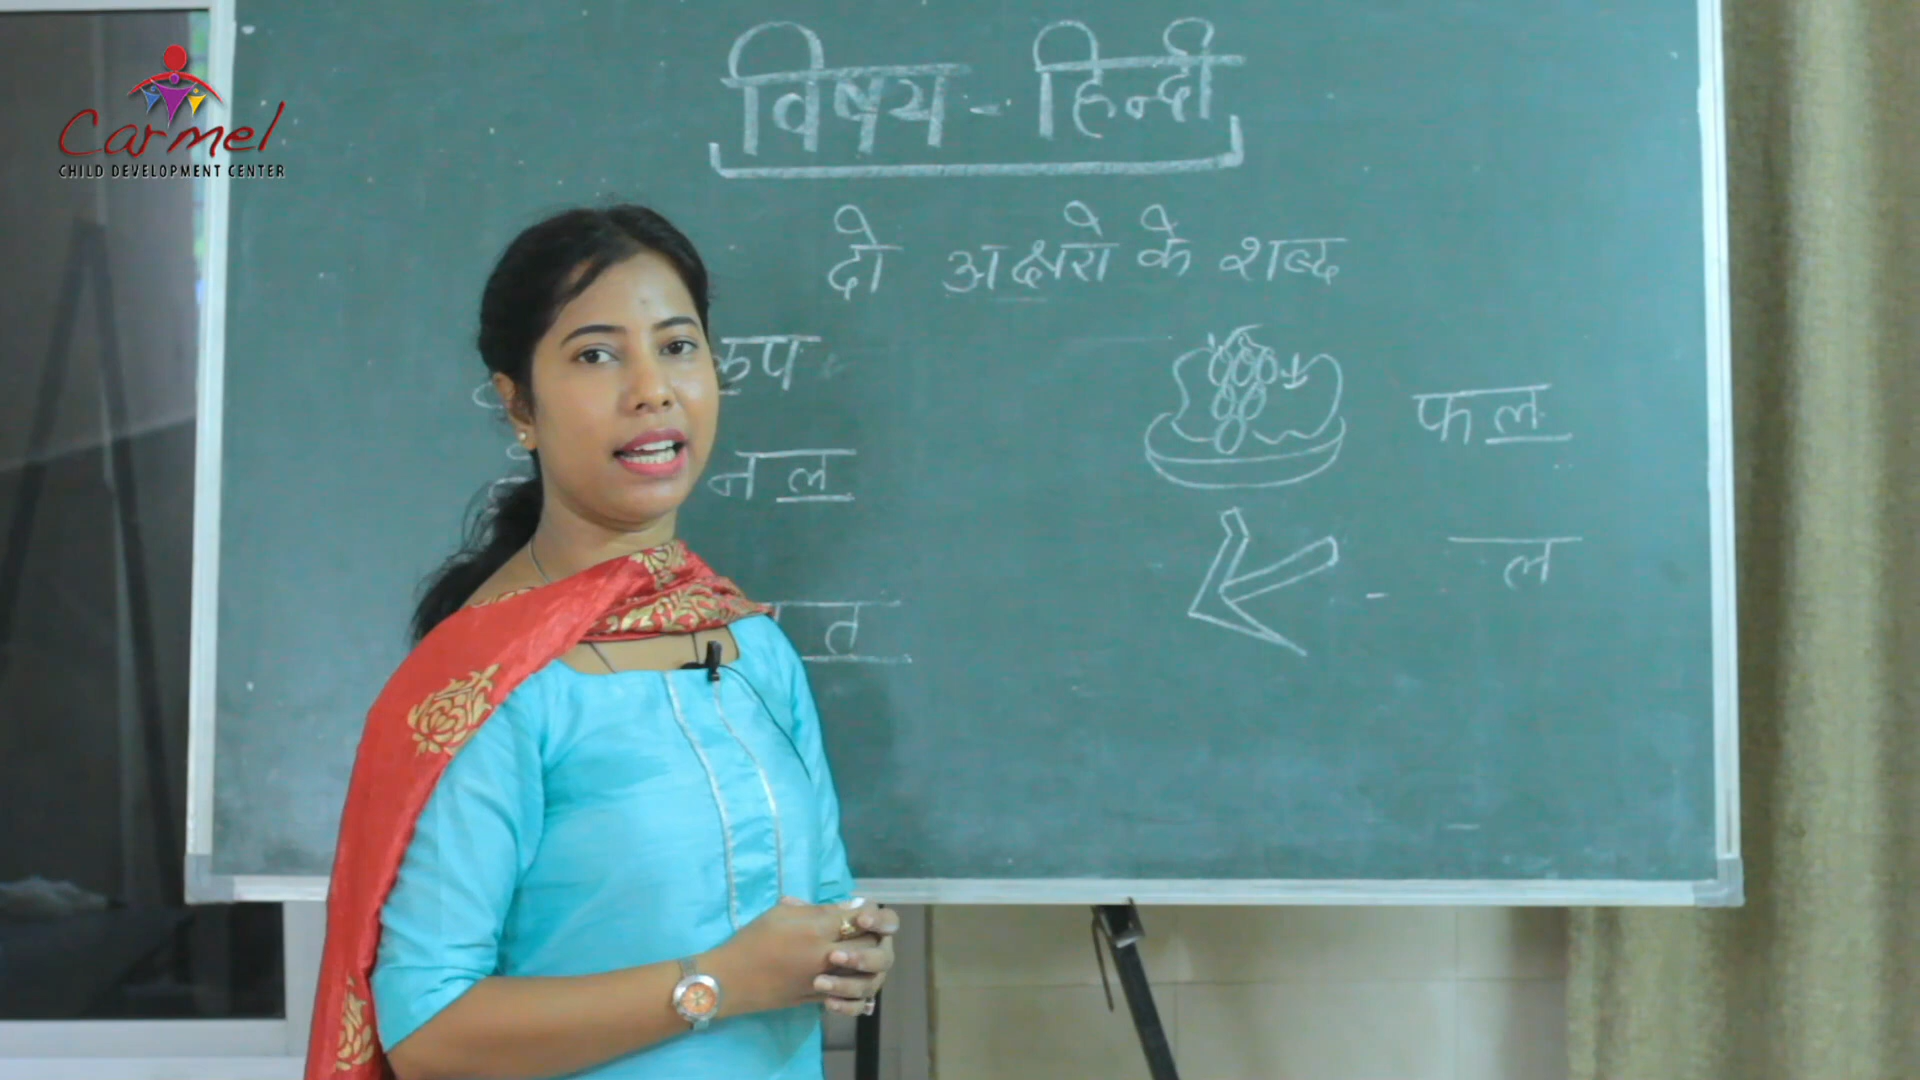 Carmel
CHILD DEVELOPMENT CENTER
विषय - हिन्दी
दो अक्षरो के शब्द
कप
फल
नल
ल
त